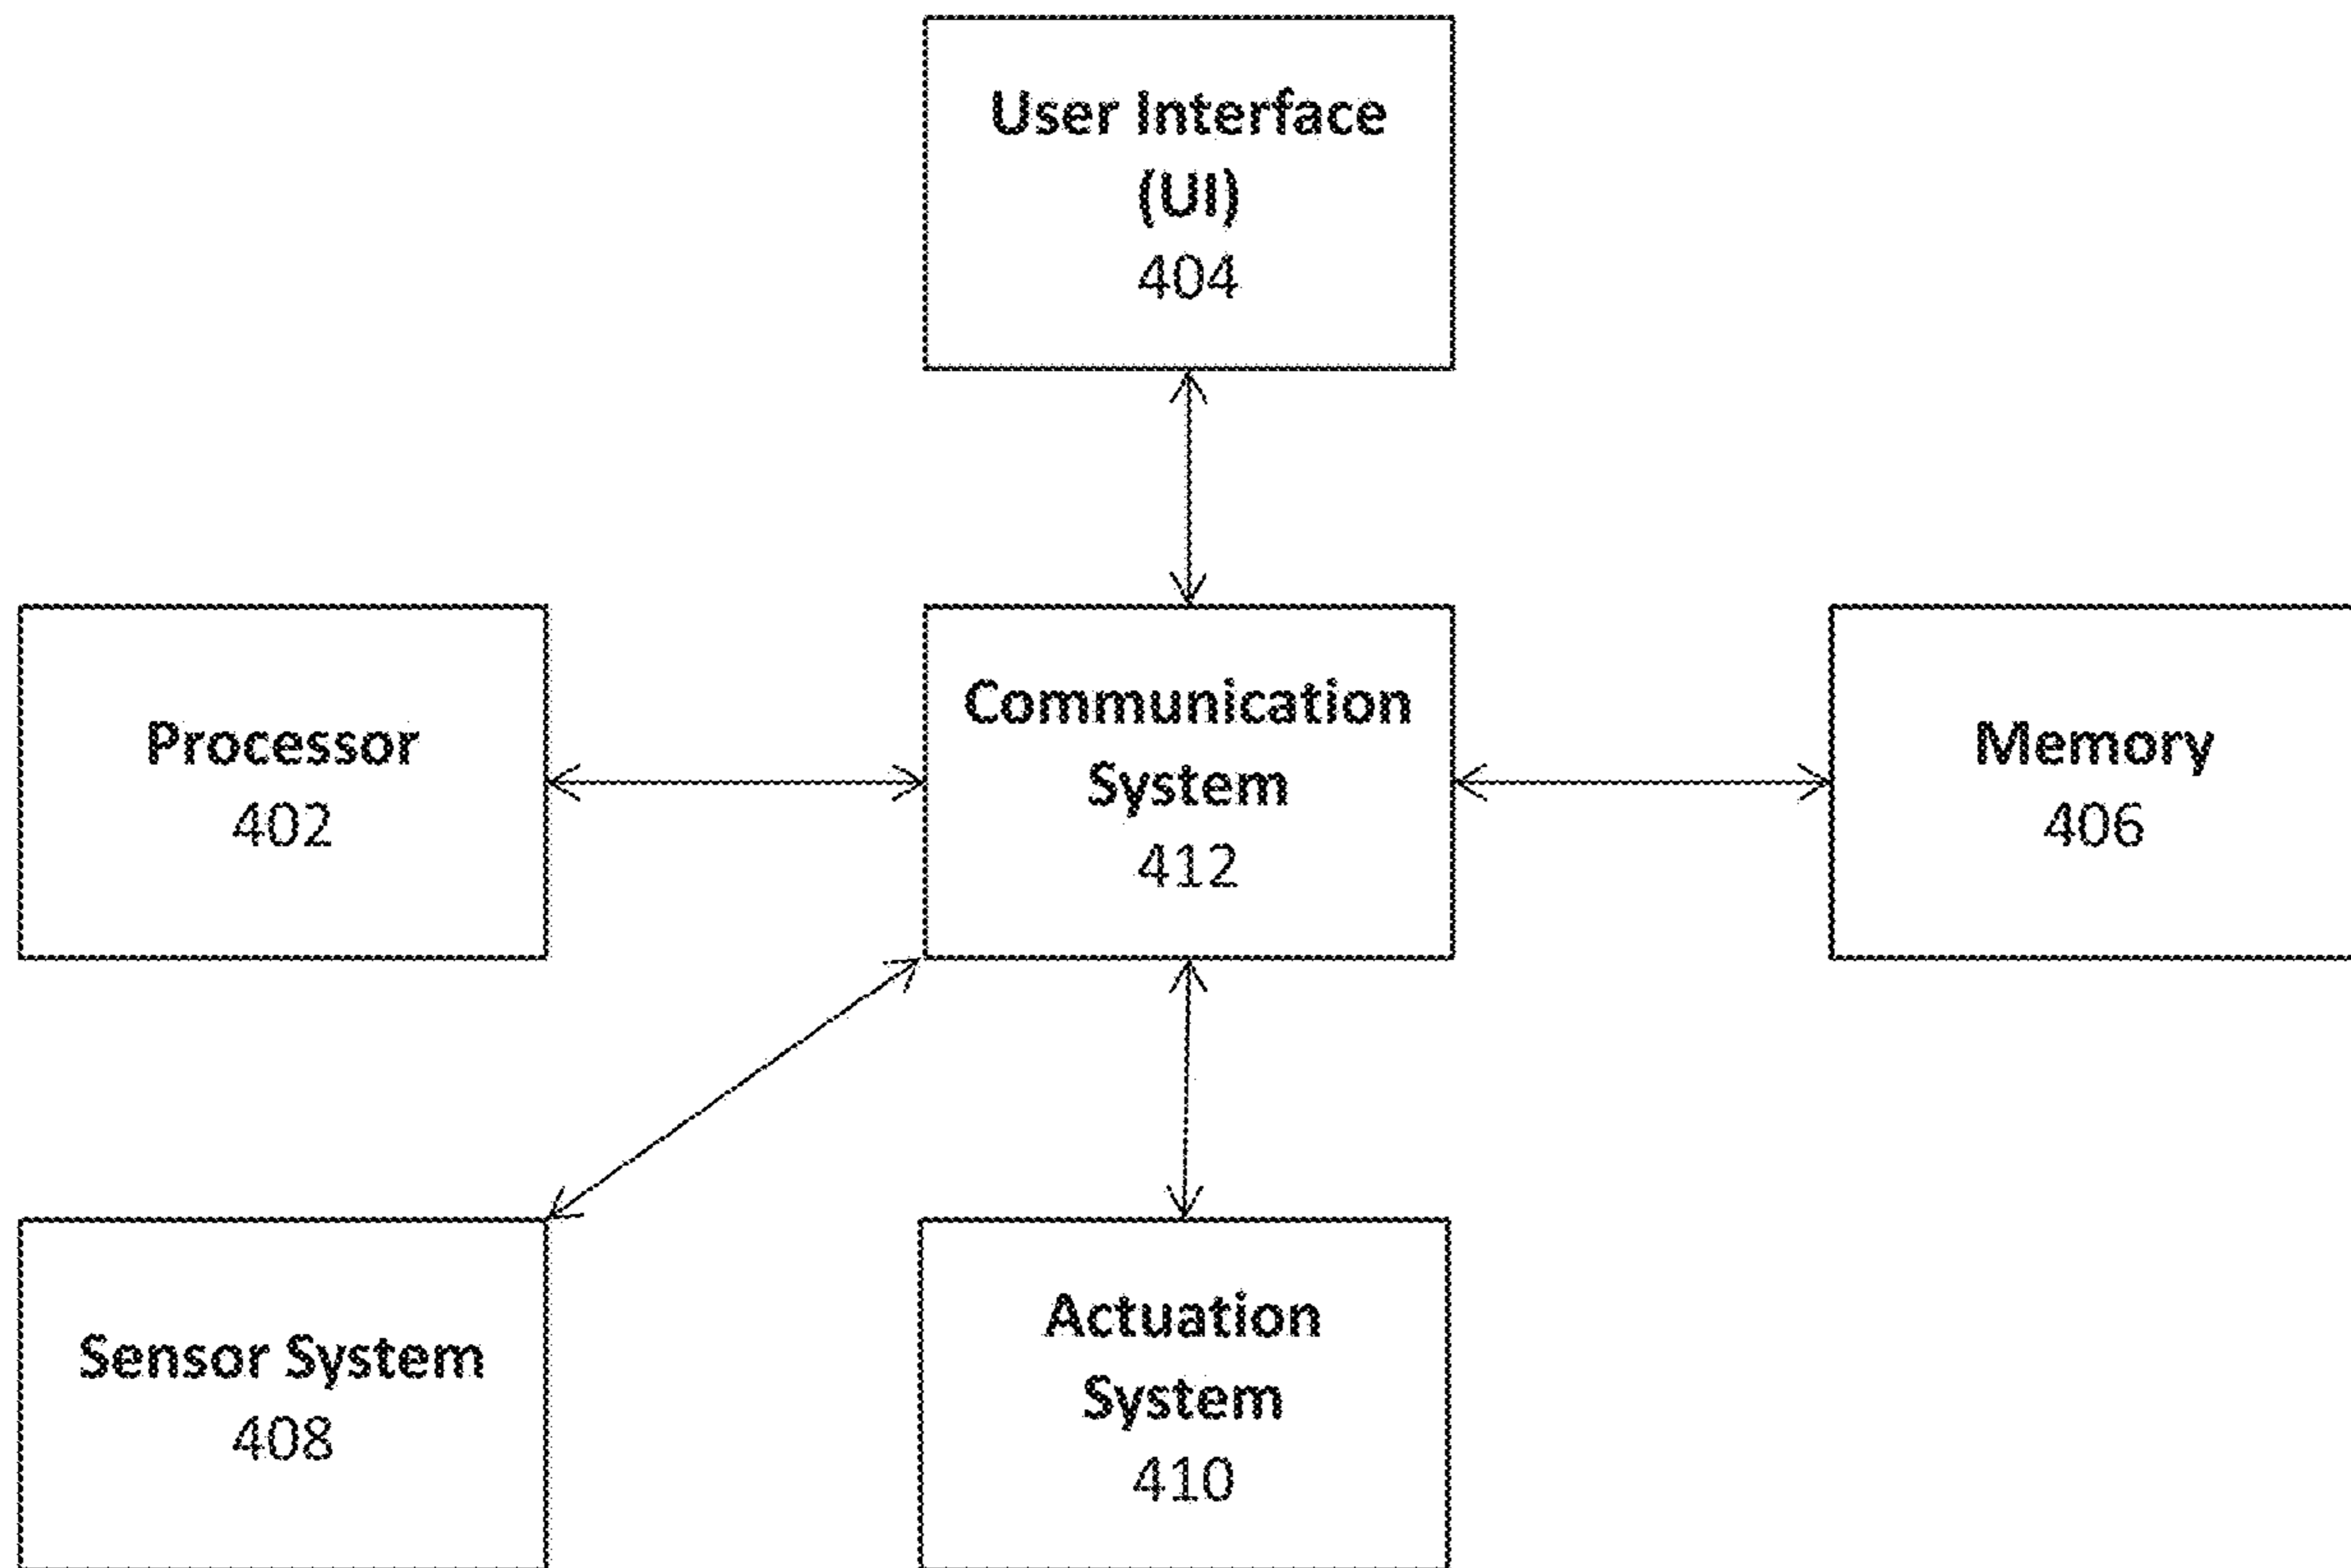 User Interface
(UI)
404
Processor
402
Communication
System
412
Memory
406
Sensor System
408
Actuation
System
410